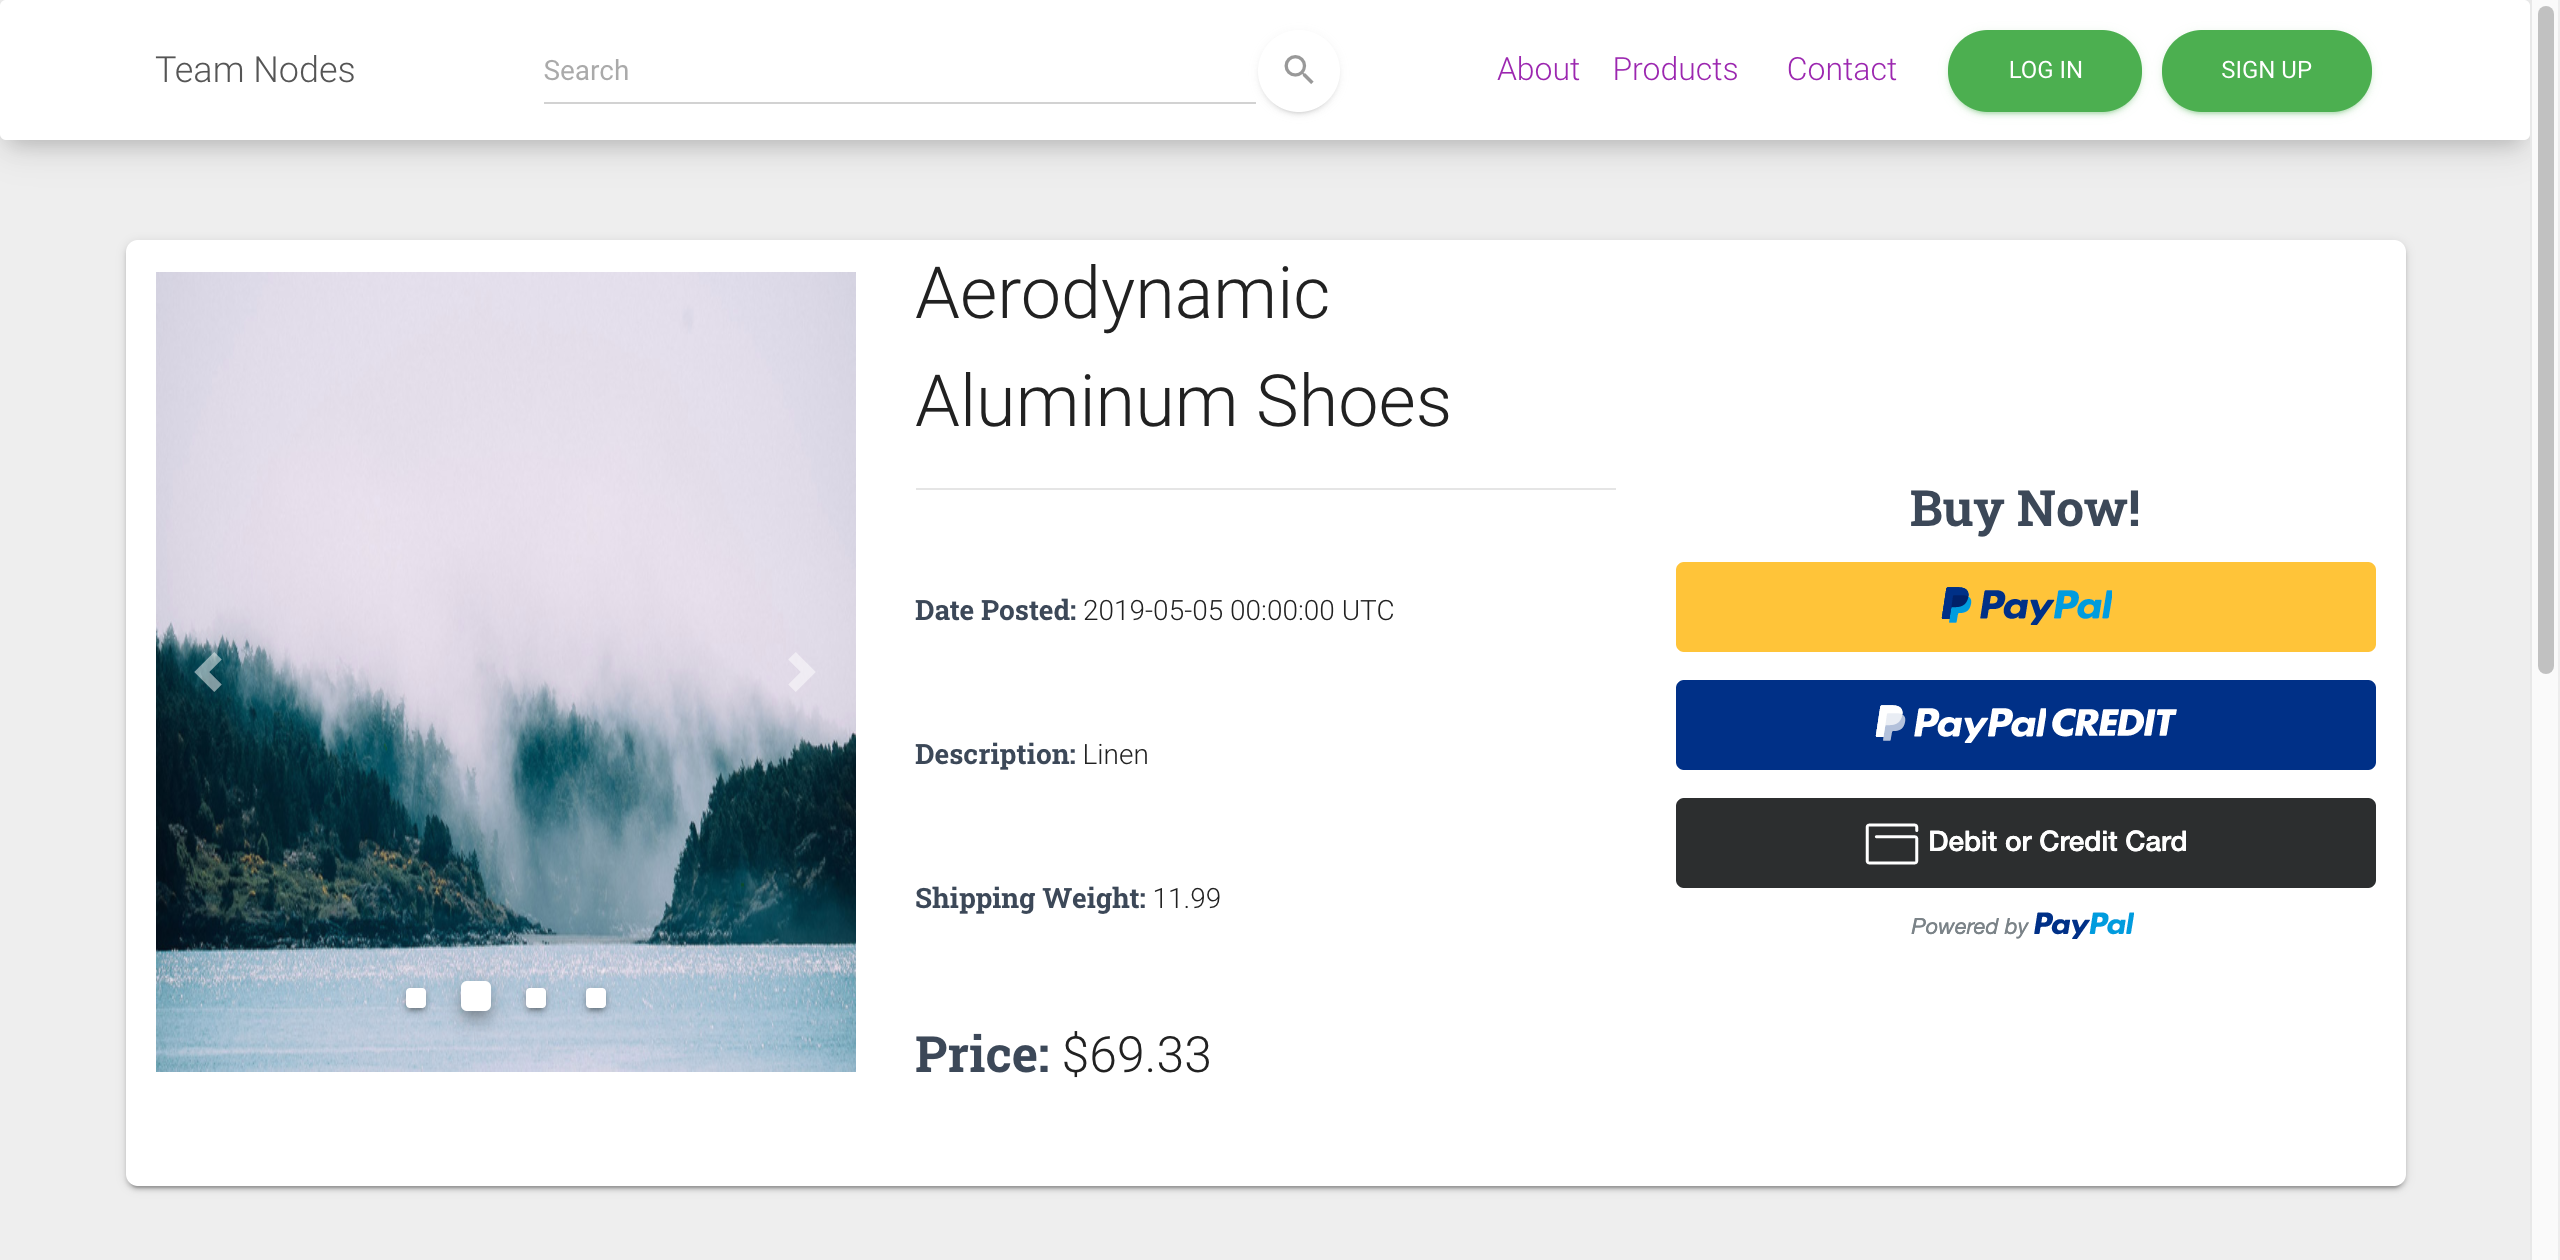 Team Nodes
Search
About Products Contact LOG IN SIGN UP
Aerodynamic
Aluminum Shoes
Date Posted: 2019-05-05 00:00:00 UTC
Description: Linen
Shipping Weight: 11.99
Price: $69.33
Buy Now!
PayPal
PayPal CREDIT
Debit or Credit Card
Powered by PayPal